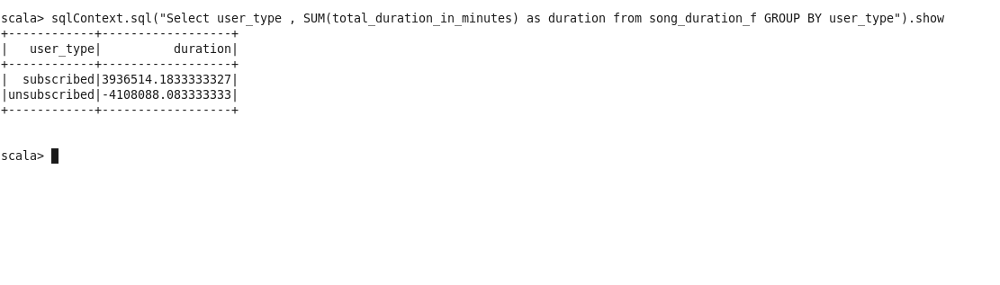 scala> sqlContext.sql("Select user_type , SUM(total_duration_in_minutes) as duration from song_duration_f GROUP BY user_type").show
+------------+------------------+
|   user_type|          duration|
+------------+------------------+
|  subscribed|3936514.1833333327|
|unsubscribed|-4108088.083333333|
+------------+------------------+
scala>